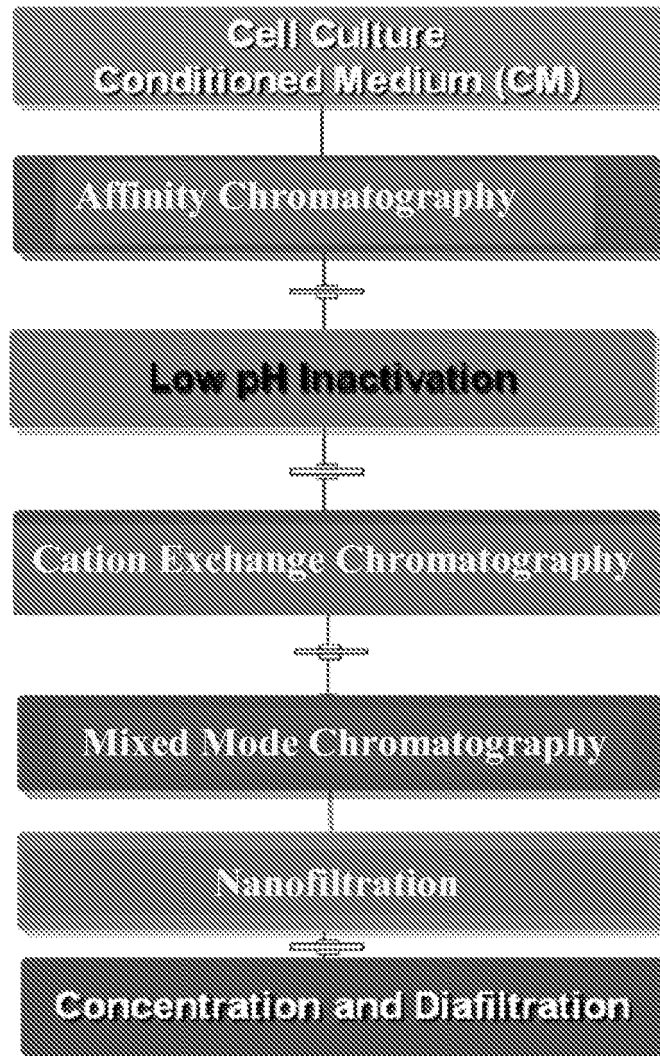 Cell Culture
Conditioned Medium (CM)
Affinity Chromatography
Low pH Inactivation
Cation Exchange Chromatography
Mixed Mode Chromatography
Nanofiltration
Concentration and Diafiltration